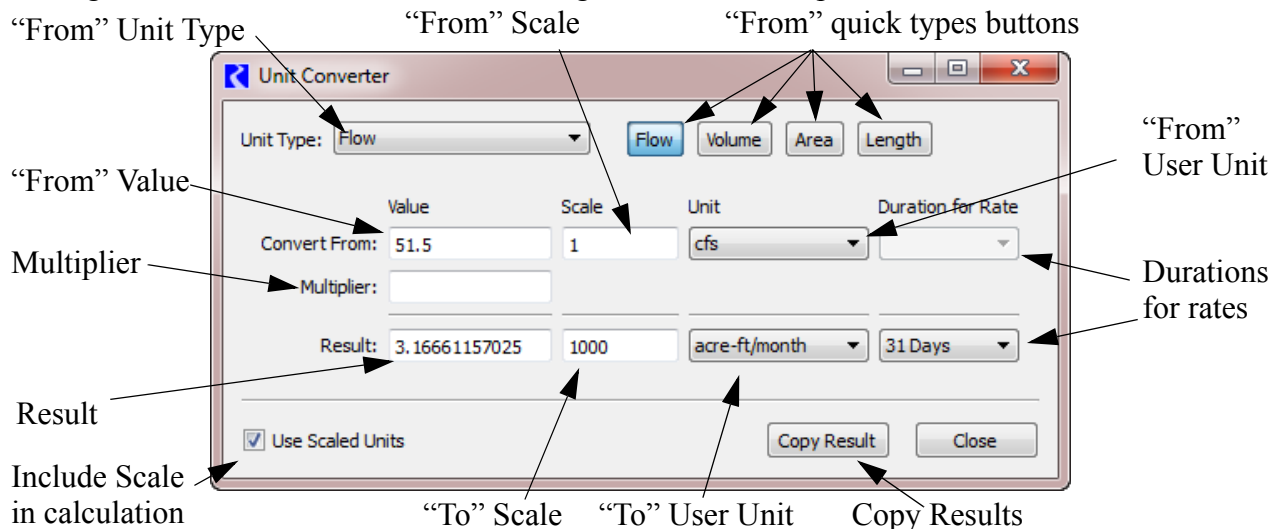 “From” Unit Type
“From” Scale
“From” quick types buttons
Unit Converter
Unit Type: Flow
Flow Volume Area Length
“From”
User Unit
“From” Value
Value Scale Unit Duration for Rate
Convert From: 51.5 1 cfs
Multiplier
Multiplier:
Durations
for rates
Result: 3.16661157025 1000 acre-ft/month 31 Days
Result
Use Scaled Units
Copy Result Close
Include Scale
in calculation
“To” Scale
“To” User Unit
Copy Results